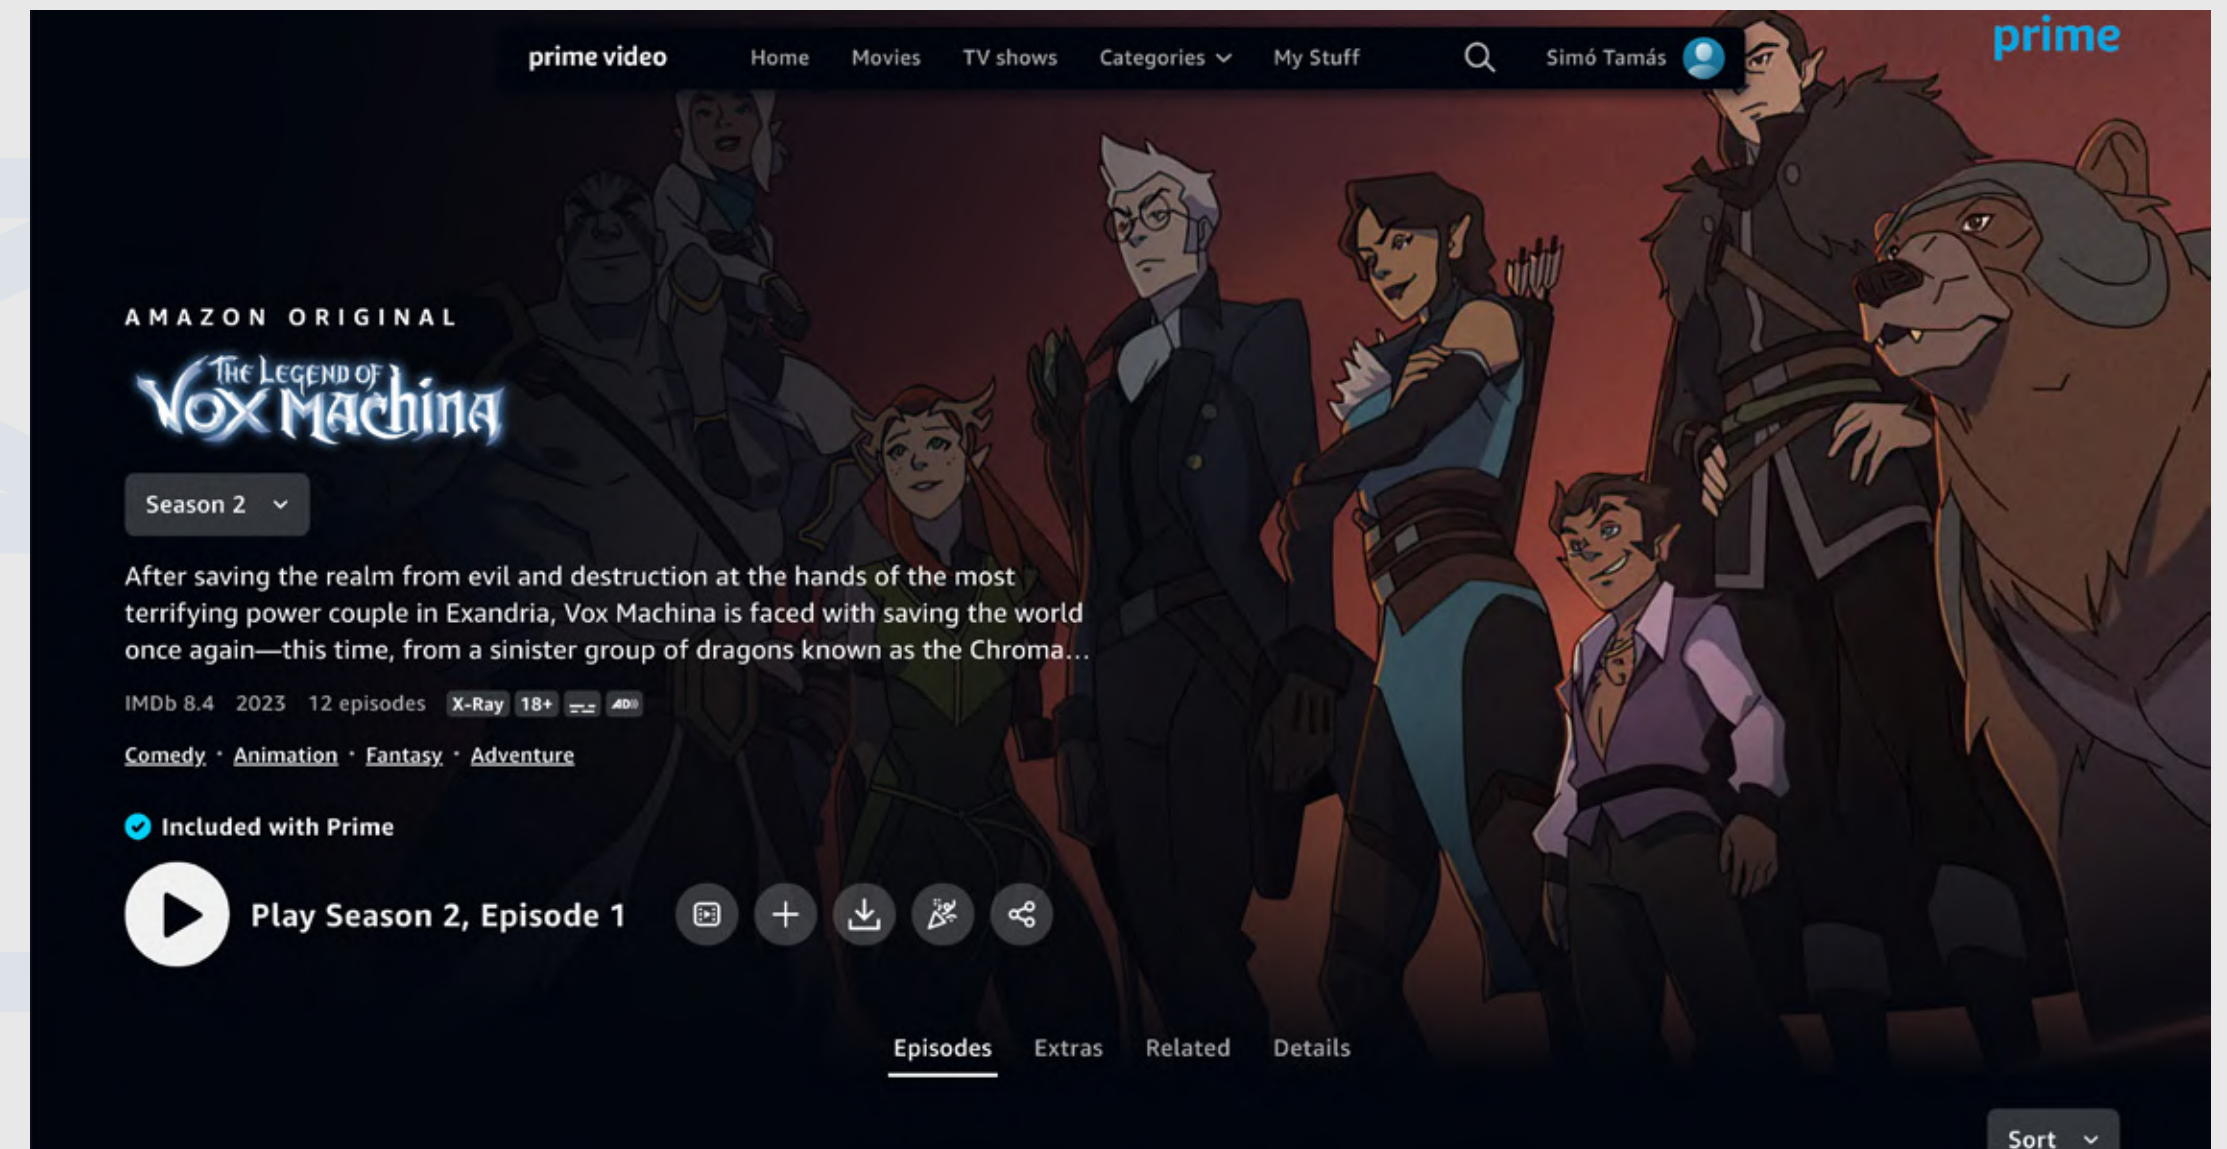 prime video Home Movies TV shows Categories My Stuff Simó Tamás
prime
AMAZON ORIGINAL
THE LEGEND OF
VOX MACHINA
Season 2
After saving the realm from evil and destruction at the hands of the most
terrifying power couple in Exandria, Vox Machina is faced with saving the world
once again—this time, from a sinister group of dragons known as the Chroma...
IMDb 8.4 2023 12 episodes X-Ray 18+ AD
Comedy · Animation · Fantasy · Adventure
Included with Prime
Play Season 2, Episode 1
Episodes Extras Related Details
Sort